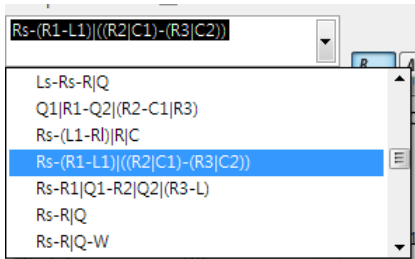 Rs-(R1-L1)|((R2|C1)-(R3|C2))
Ls-Rs-R|Q
Q1|R1-Q2|(R2-C1|R3)
Rs-(L1-Rl)|R|C
Rs-(R1-L1)|((R2|C1)-(R3|C2))
Rs-R1|Q1-R2|Q2|(R3-L)
Rs-R|Q
Rs-R|Q-W